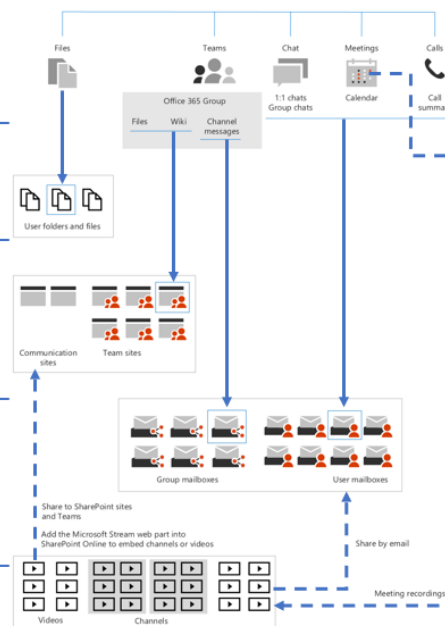 Files
Teams
Chat
Meetings
Calls
Office 365 Group
Files
Wiki
Channel
messages
1:1 chats
Group chats
Calendar
Call
User folders and files
Communication
sites
Team sites
Group mailboxes
User mailboxes
Share to SharePoint sites
and Teams
Add the Microsoft Stream web part into
SharePoint Online to embed channels or videos
Share by email
Meeting recordings
Videos
Channels